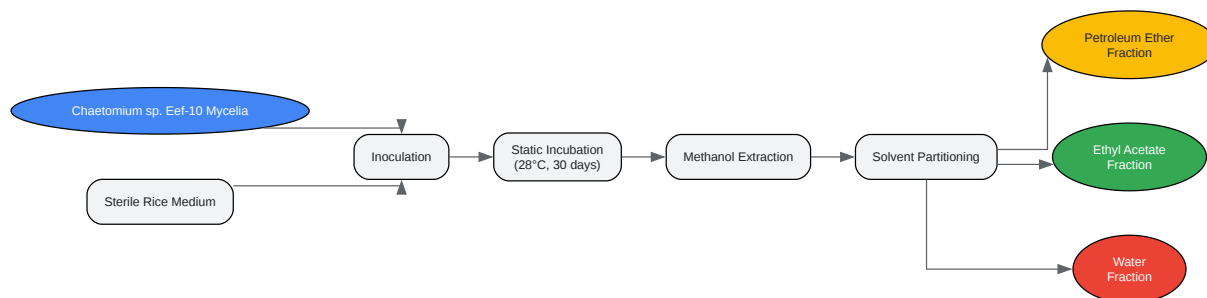 Chaetomium sp. Eef-10 Mycelia
Sterile Rice Medium
Inoculation
Static Incubation
(28°C, 30 days)
Methanol Extraction
Solvent Partitioning
Petroleum Ether
Fraction
Ethyl Acetate
Fraction
Water
Fraction